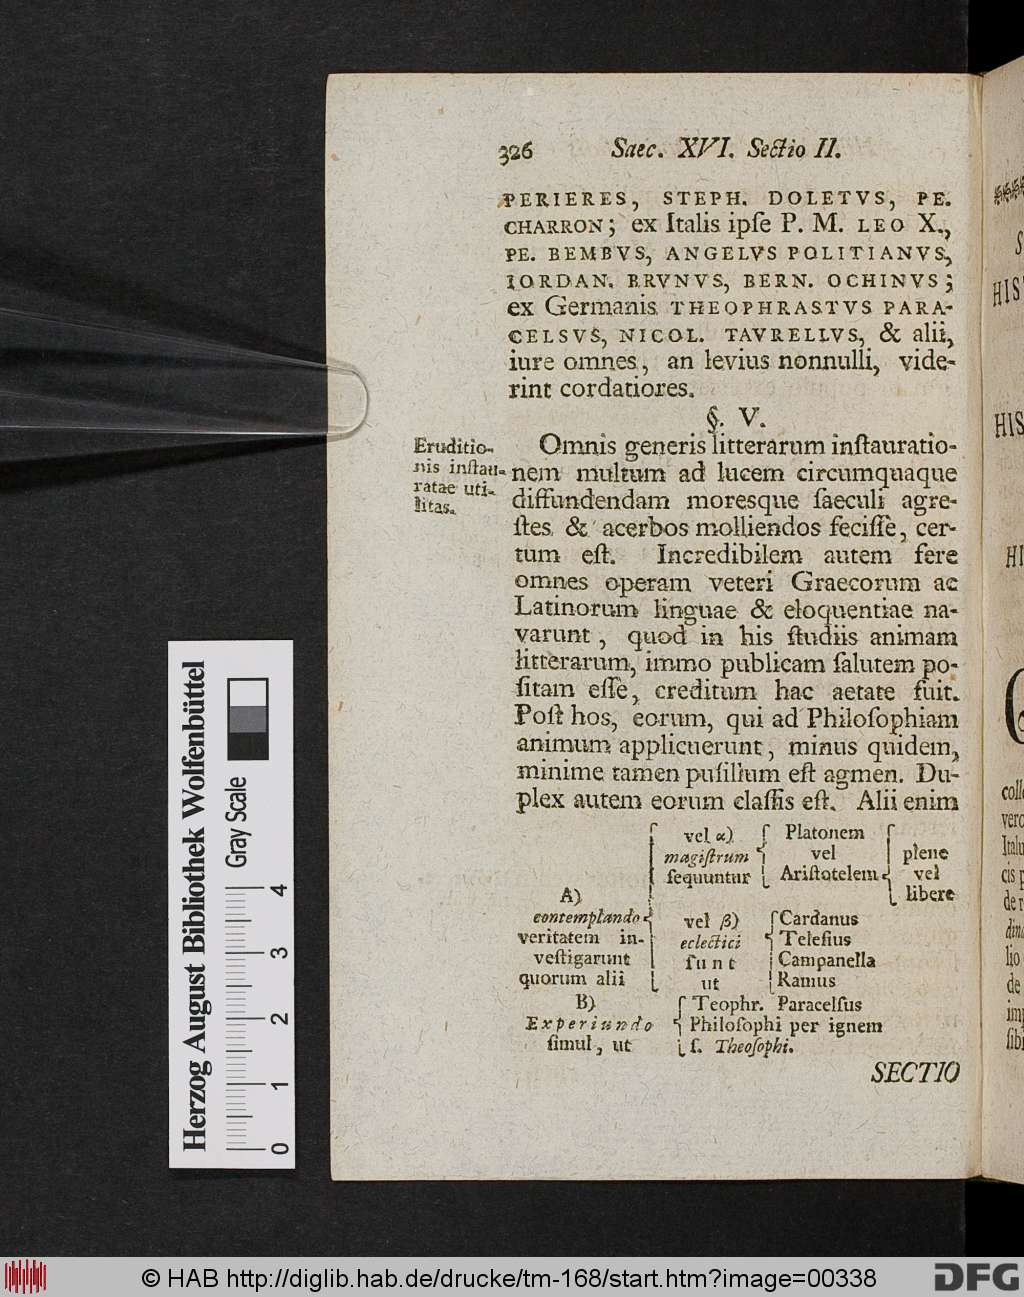 326 Saec. XVI. Sectio II.
PERIERES, STEPH. DOLETVS, PE.
CHARRON; ex Italis ipſe P. M. LEO X.,
PE. BEMBVS, ANGELVS POLITIANVS,
IORDAN. BRVNVS, BERN. OCHINVS;
ex Germanis THEOPHRASTVS PARA-
CELSVS, NICOL. TAVRELLVS, & alii,
iure omnes, an levius nonnulli, vide-
rint cordatiores.
§. V.
Eruditio-
nis inſtau-
ratae uti-
litas.
Omnis generis litterarum inſtauratio-
nem multum ad lucem circumquaque
diffundendam moresque ſaeculi agre-
ſtes & acerbos molliendos feciſſe, cer-
tum eſt. Incredibilem autem fere
omnes operam veteri Graecorum ac
Latinorum linguae & eloquentiae na-
varunt, quod in his ſtudiis animam
litterarum, immo publicam ſalutem po-
ſitam eſſe, creditum hac aetate fuit.
Poſt hos, eorum, qui ad Philoſophiam
animum applicuerunt, minus quidem,
minime tamen puſillum eſt agmen. Du-
plex autem eorum claſſis eſt. Alii enim
A)
contemplando
veritatem in-
veſtigarunt
quorum alii
vel α)
magiſtrum
ſequuntur
Platonem
vel
Ariſtotelem
plene
vel
libere
vel β)
eclectici
ſunt
ut
Cardanus
Teleſius
Campanella
Ramus
B)
Experiundo
ſimul, ut
Teophr. Paracelſus
Philoſophi per ignem
ſ. Theoſophi.
SECTIO
HIS
HIS
HI
Herzog August Bibliothek Wolfenbüttel
Gray Scale
0 1 2 3 4
© HAB http://diglib.hab.de/drucke/tm-168/start.htm?image=00338
DFG